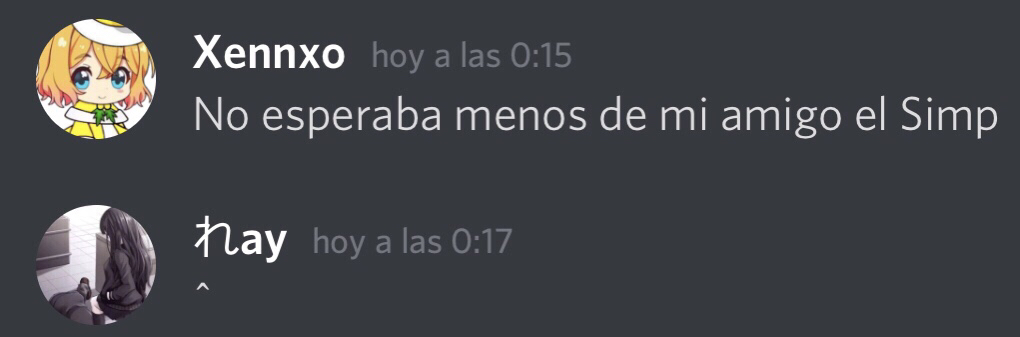 Xennxo hoy a las 0:15
No esperaba menos de mi amigo el Simp
れay hoy a las 0:17
^